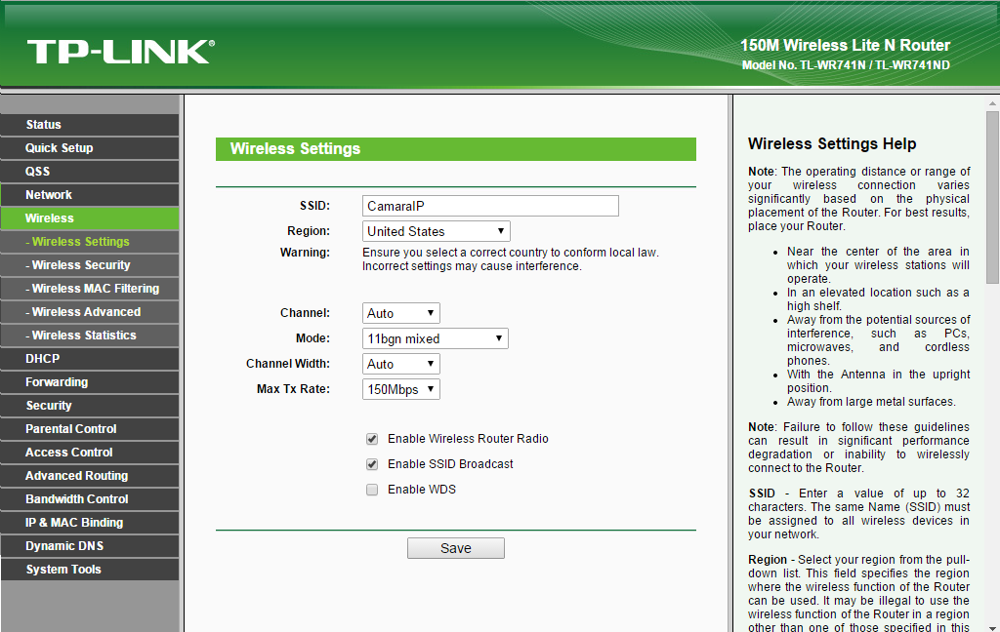 TP-LINK®
150M Wireless Lite N Router
Model No. TL-WR741N / TL-WR741ND
Status
Quick Setup
QSS
Network
Wireless
- Wireless Settings
- Wireless Security
- Wireless MAC Filtering
- Wireless Advanced
- Wireless Statistics
DHCP
Forwarding
Security
Parental Control
Access Control
Advanced Routing
Bandwidth Control
IP & MAC Binding
Dynamic DNS
System Tools
Wireless Settings
SSID: CamaraIP
Region: United States
Warning: Ensure you select a correct country to conform local law.
Incorrect settings may cause interference.
Channel: Auto
Mode: 11bgn mixed
Channel Width: Auto
Max Tx Rate: 150Mbps
Enable Wireless Router Radio
Enable SSID Broadcast
Enable WDS
Save
Wireless Settings Help
Note: The operating distance or range of
your wireless connection varies
significantly based on the physical
placement of the Router. For best results,
place your Router.
• Near the center of the area in
which your wireless stations will
operate.
• In an elevated location such as a
high shelf.
• Away from the potential sources of
interference, such as PCs,
microwaves, and cordless
phones.
• With the Antenna in the upright
position.
• Away from large metal surfaces.
Note: Failure to follow these guidelines
can result in significant performance
degradation or inability to wirelessly
connect to the Router.
SSID - Enter a value of up to 32
characters. The same Name (SSID) must
be assigned to all wireless devices in
your network.
Region - Select your region from the pull-
down list. This field specifies the region
where the wireless function of the Router
can be used. It may be illegal to use the
wireless function of the Router in a region
other than one of those specified in this